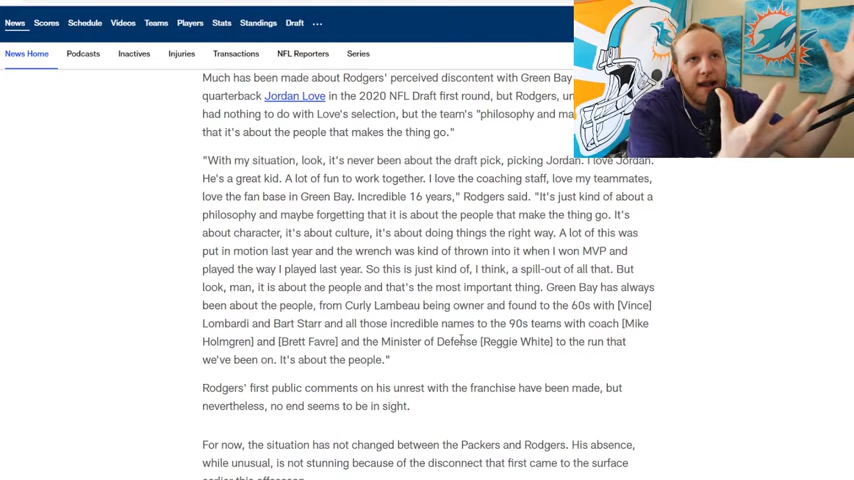 News Scores Schedule Videos Teams Players Stats Standings Draft ...
News Home Podcasts Inactives Injuries Transactions NFL Reporters Series
Much has been made about Rodgers' perceived discontent with Green Bay
quarterback Jordan Love in the 2020 NFL Draft first round, but Rodgers,
had nothing to do with Love's selection, but the team's "philosophy and
that it's about the people that makes the thing go."
"With my situation, look, it's never been about the draft pick, picking Jordan. I love Jordan.
He's a great kid. A lot of fun to work together. I love the coaching staff, love my teammates,
love the fan base in Green Bay. Incredible 16 years," Rodgers said. "It's just kind of about a
philosophy and maybe forgetting that it is about the people that make the thing go. It's
about character, it's about culture, it's about doing things the right way. A lot of this was
put in motion last year and the wrench was kind of thrown into it when I won MVP and
played the way I played last year. So this is just kind of, I think, a spill-out of all that. But
look, man, it is about the people and that's the most important thing. Green Bay has always
been about the people, from Curly Lambeau being owner and found to the 60s with [Vince]
Lombardi and Bart Starr and all those incredible names to the 90s teams with coach [Mike
Holmgren] and [Brett Favre] and the Minister of Defense [Reggie White] to the run that
we've been on. It's about the people."
Rodgers' first public comments on his unrest with the franchise have been made, but
nevertheless, no end seems to be in sight.
For now, the situation has not changed between the Packers and Rodgers. His absence,
while unusual, is not stunning because of the disconnect that first came to the surface